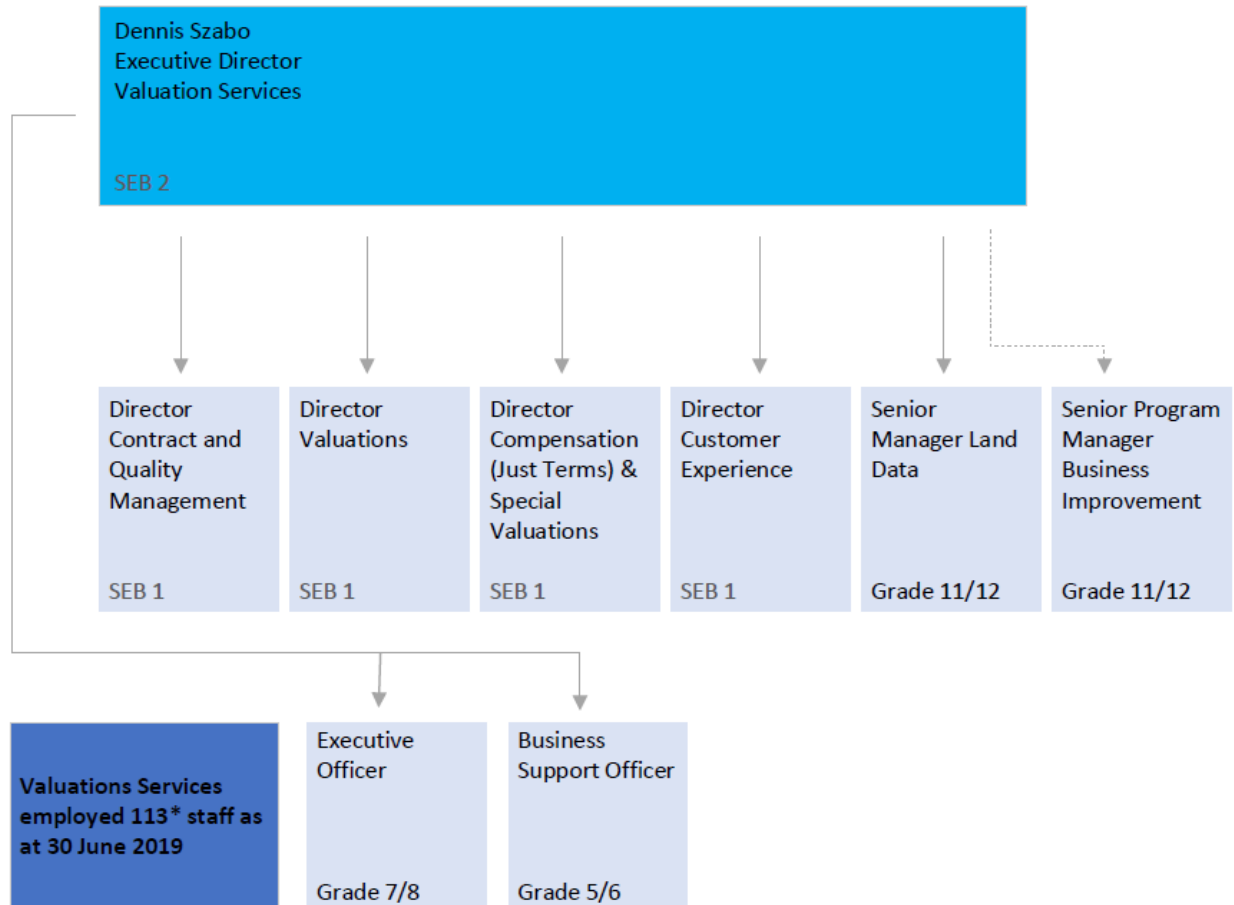 Dennis Szabo
Executive Director
Valuation Services
SEB 2
Director
Contract and
Quality
Management
SEB 1
Director
Valuations
SEB 1
Director
Compensation
(Just Terms) &
Special
Valuations
SEB 1
Director
Customer
Experience
SEB 1
Senior
Manager Land
Data
Grade 11/12
Senior Program
Manager
Business
Improvement
Grade 11/12
Valuations Services
employed 113* staff as
at 30 June 2019
Executive
Officer
Grade 7/8
Business
Support Officer
Grade 5/6